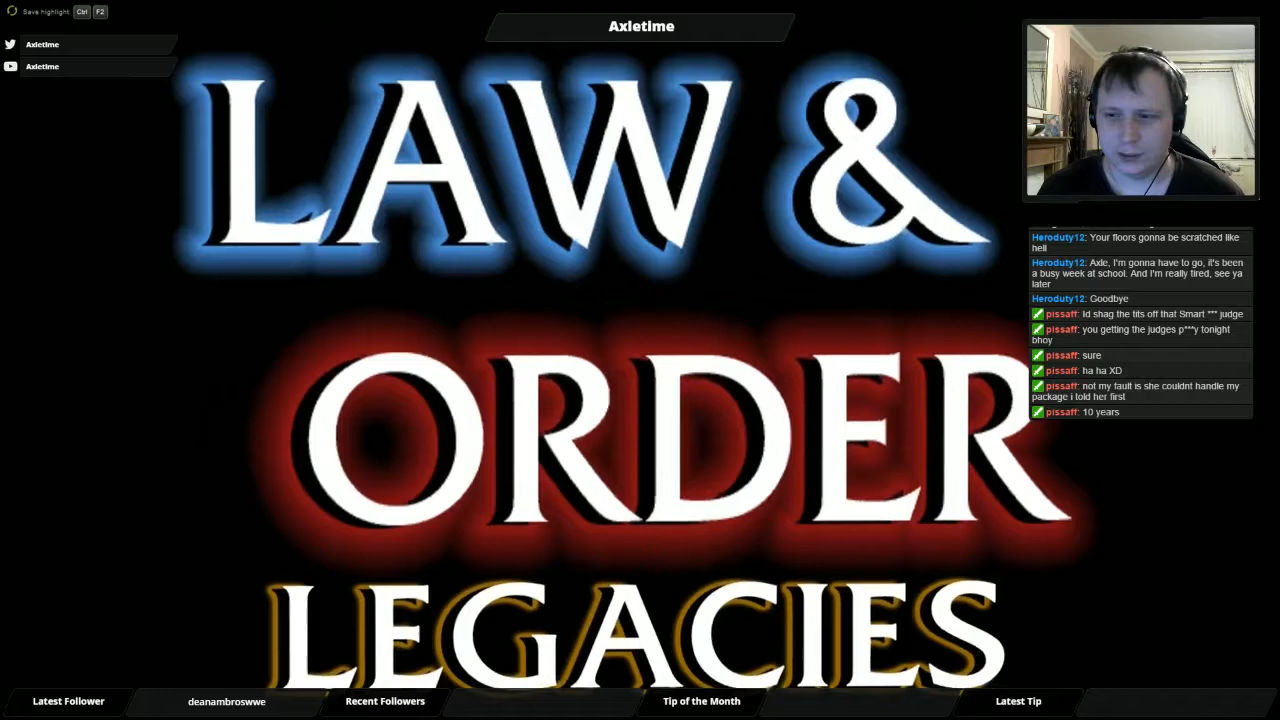 Save highlight: Ctrl F2
Axletime
Axletime
Axletime
LAW &
ORDER
LEGACIES
Heroduty12: Your floors gonna be scratched like
hell
Heroduty12: Axle, I'm gonna have to go, it's been
a busy week at school. And I'm really tired, see ya
later
Heroduty12: Goodbye
pissaff: Id shag the tits off that Smart *** judge
pissaff: you getting the judges p***y tonight
bhoy
pissaff: sure
pissaff: ha ha XD
pissaff: not my fault is she couldnt handle my
package i told her first
pissaff: 10 years
Latest Follower
deanambroswwe
Recent Followers
Tip of the Month
Latest Tip